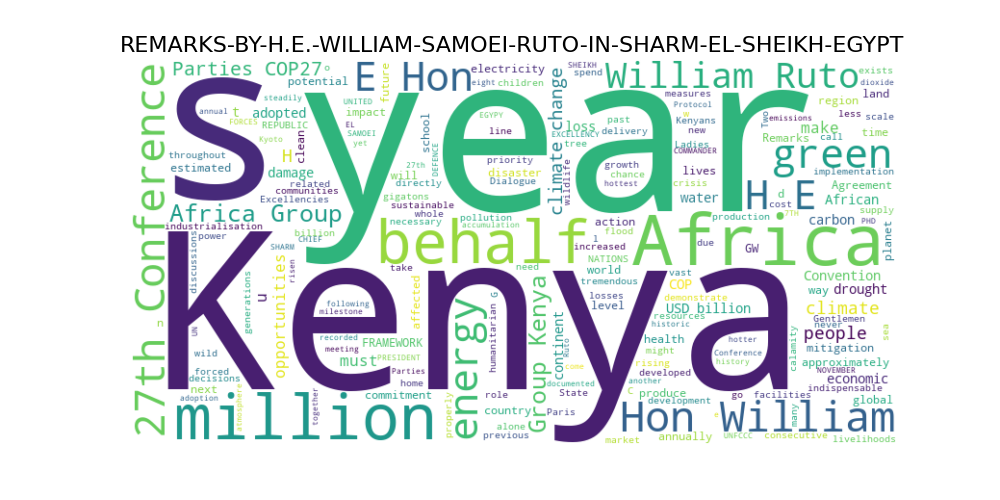 REMARKS-BY-H.E.-WILLIAM-SAMOEI-RUTO-IN-SHARM-EL-SHEIKH-EGYPT
Parties COP27
o
potential
E Hon
electricity
eight
children
SHEIKH
spend
William Ruto
exists
dioxide
steadily
UNITED
future
annual
FORCES
t
adopted
impact
REPUBLIC
EL
SAMOEI
Kyoto
yet
school
DEFENCE
EGYPT
line
EXCELLENCY
loss
past
delivery
tree
measures
Protocol
w
Kenyans
new
Two
emissions
region
land
less
scale
make
call
time
Remarks
s
year
27th Conference
n
throughout
estimated
H
clean
damage
related
communities
Excellencies
will
directly
27th
priority
disaster
Dialogue
hottest
climate change
wildlife
growth
chance
crisis
Ladies
COMMANDER
lives
water
green
implementation
H.E
d
cost
Agreement
African
supply
gigatons
sustainable
whole
necessary
pollution
accumulation
action
flood
l
increased
production
7TH
carbon
PHD
planet
Africa Group
industrialisation
power
billion
SHARM
CHIEF
behalf
Africa
due
GW
NATIONS
Kenya
discussions
UN
generations
risen
opportunities
u
take
need
world
tremendous
losses
level
vast
COP
demonstrate
USD billion
resources
historic
Convention
way
drought
climate
Gentlemen
never
sea
people
mitigation
approximately
calamity
following
milestone
recorded
meeting
FRAMEWORK
must
PRESIDENT
affected
energy
humanitarian
G
Group Kenya
continent
Ruto
health
might
rising
hotter
Conference
history
NOVEMBER
economic
indispensable
wild
forced
decisions
next
adoption
atmosphere
together
Parties
home
commitment
role
country
alone
previous
properly
documented
come
State
Paris
developed
another
C
produce
development
go
facilities
many
global
million
Hon William
market
annually
UNFCCC
consecutive
livelihoods